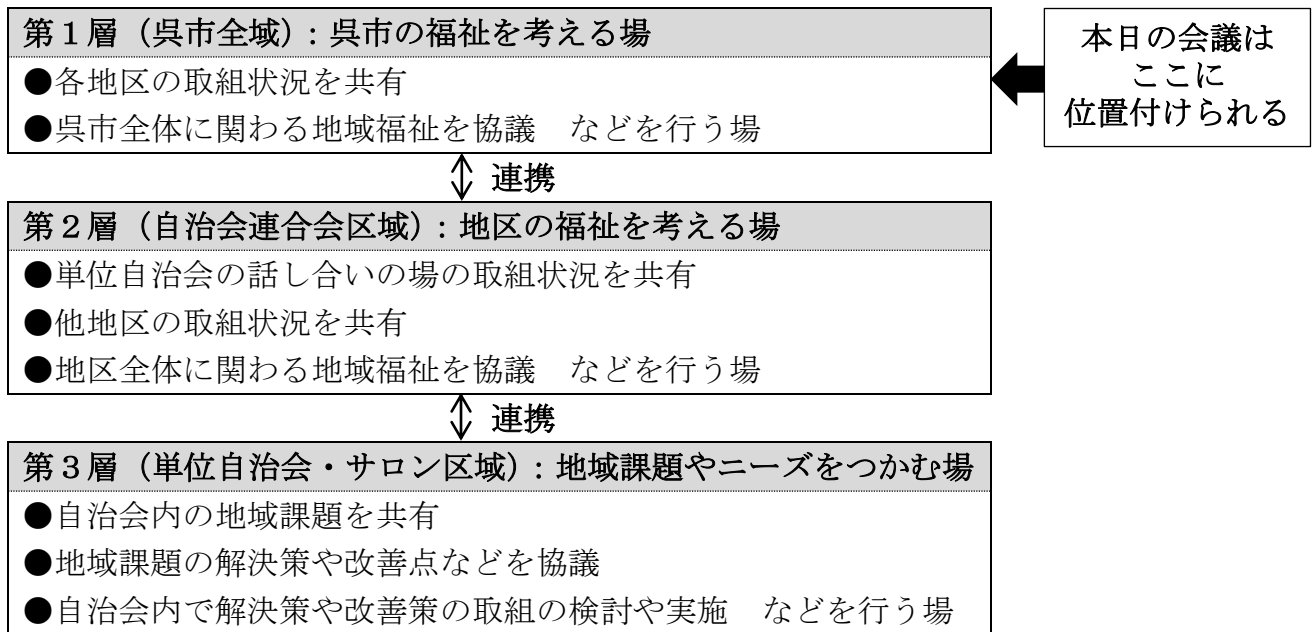 第１層（呉市全域）：呉市の福祉を考える場
●各地区の取組状況を共有
●呉市全体に関わる地域福祉を協議　などを行う場
本日の会議は
ここに
位置付けられる
連携
第２層（自治会連合会区域）：地区の福祉を考える場
●単位自治会の話し合いの場の取組状況を共有
●他地区の取組状況を共有
●地区全体に関わる地域福祉を協議　などを行う場
連携
第３層（単位自治会・サロン区域）：地域課題やニーズをつかむ場
●自治会内の地域課題を共有
●地域課題の解決策や改善点などを協議
●自治会内で解決策や改善策の取組の検討や実施　などを行う場